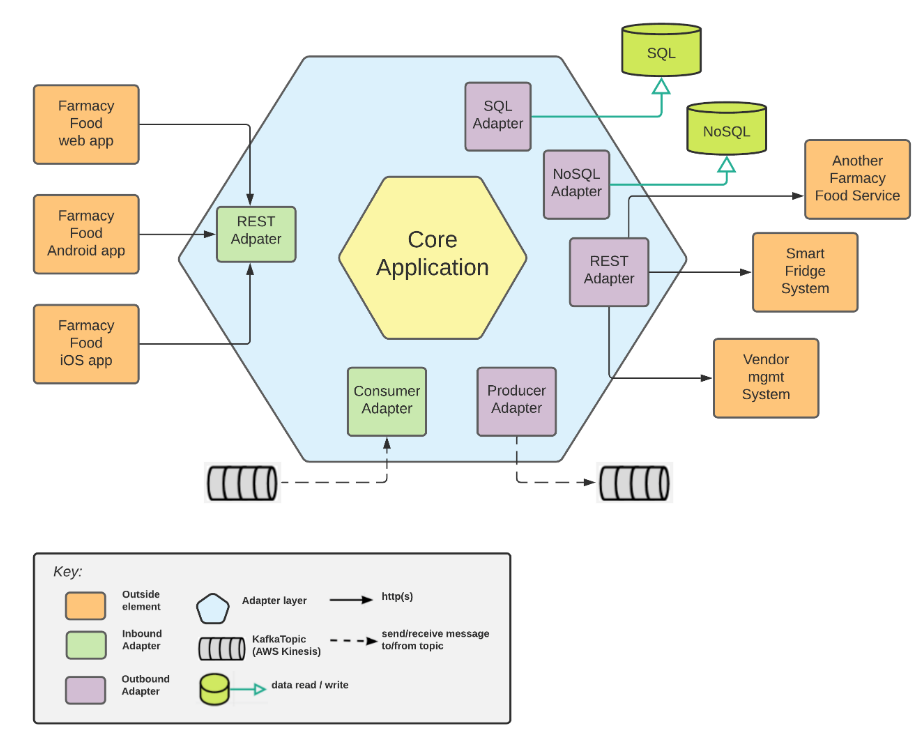 SQL
NoSQL
Farmacy
Food
web app
SQL
Adapter
Another
Farmacy
Food Service
NoSQL
Adapter
Farmacy
Food
Android app
REST
Adpater
Core
Application
REST
Adapter
Smart
Fridge
System
Farmacy
Food
iOS app
Vendor
mgmt
System
Consumer
Adapter
Producer
Adapter
Key:
Outside
element
Adapter layer
http(s)
Inbound
Adapter
KafkaTopic
(AWS Kinesis)
send/receive message
to/from topic
Outbound
Adapter
data read / write